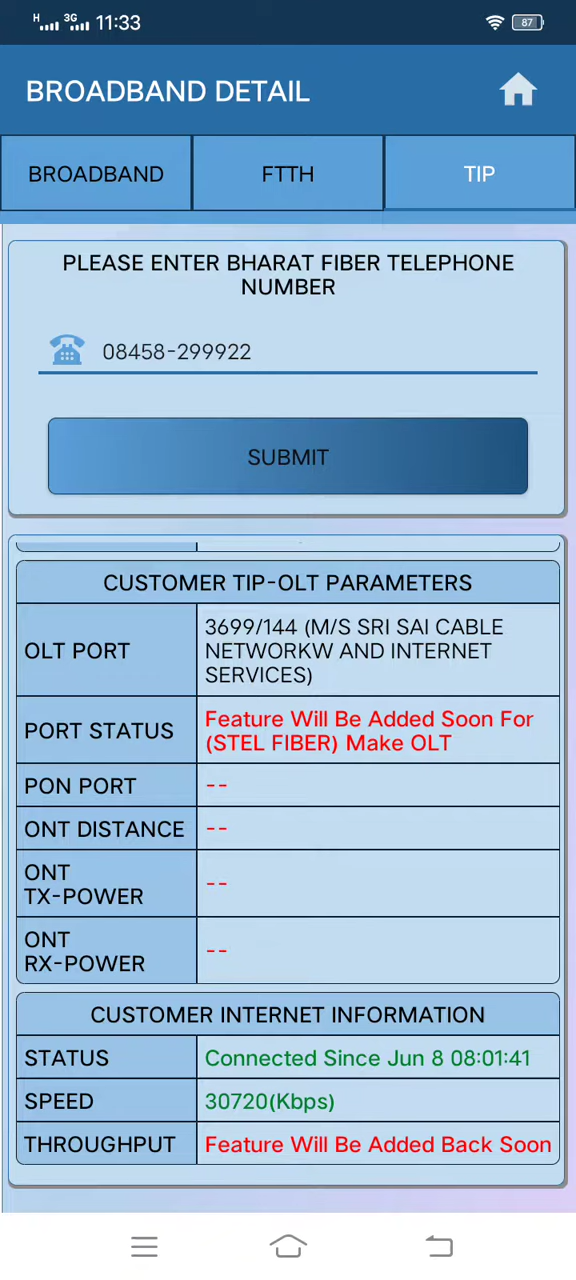 H 3G 11:33 87
BROADBAND DETAIL
BROADBAND FTTH TIP
PLEASE ENTER BHARAT FIBER TELEPHONE
NUMBER
08458-299922
SUBMIT
CUSTOMER TIP-OLT PARAMETERS
OLT PORT
3699/144 (M/S SRI SAI CABLE
NETWORKW AND INTERNET
SERVICES)
PORT STATUS
Feature Will Be Added Soon For
(STEL FIBER) Make OLT
PON PORT --
ONT DISTANCE --
ONT
TX-POWER
--
ONT
RX-POWER
--
CUSTOMER INTERNET INFORMATION
STATUS Connected Since Jun 8 08:01:41
SPEED 30720(Kbps)
THROUGHPUT Feature Will Be Added Back Soon